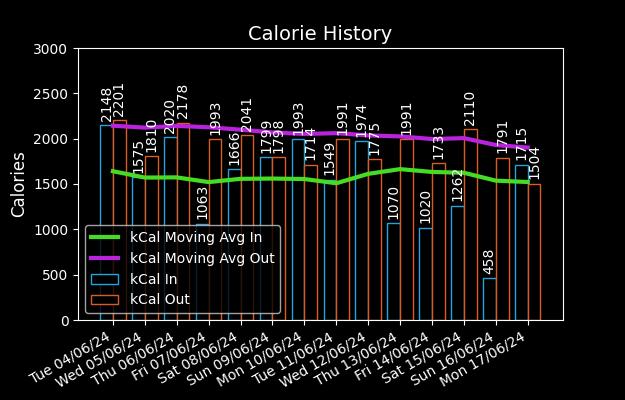 Calorie History
3000
2500
2000
1500
1000
500
0
Calories
2148
2201
1575
1810
2020
2178
1063
1993
1666
2041
1799
1798
1993
1714
1549
1991
1974
1775
1070
1991
1020
1733
1262
2110
458
1791
1715
1504
kCal Moving Avg In
kCal Moving Avg Out
kCal In
kCal Out
Tue 04/06/24
Wed 05/06/24
Thu 06/06/24
Fri 07/06/24
Sat 08/06/24
Sun 09/06/24
Mon 10/06/24
Tue 11/06/24
Wed 12/06/24
Thu 13/06/24
Fri 14/06/24
Sat 15/06/24
Sun 16/06/24
Mon 17/06/24